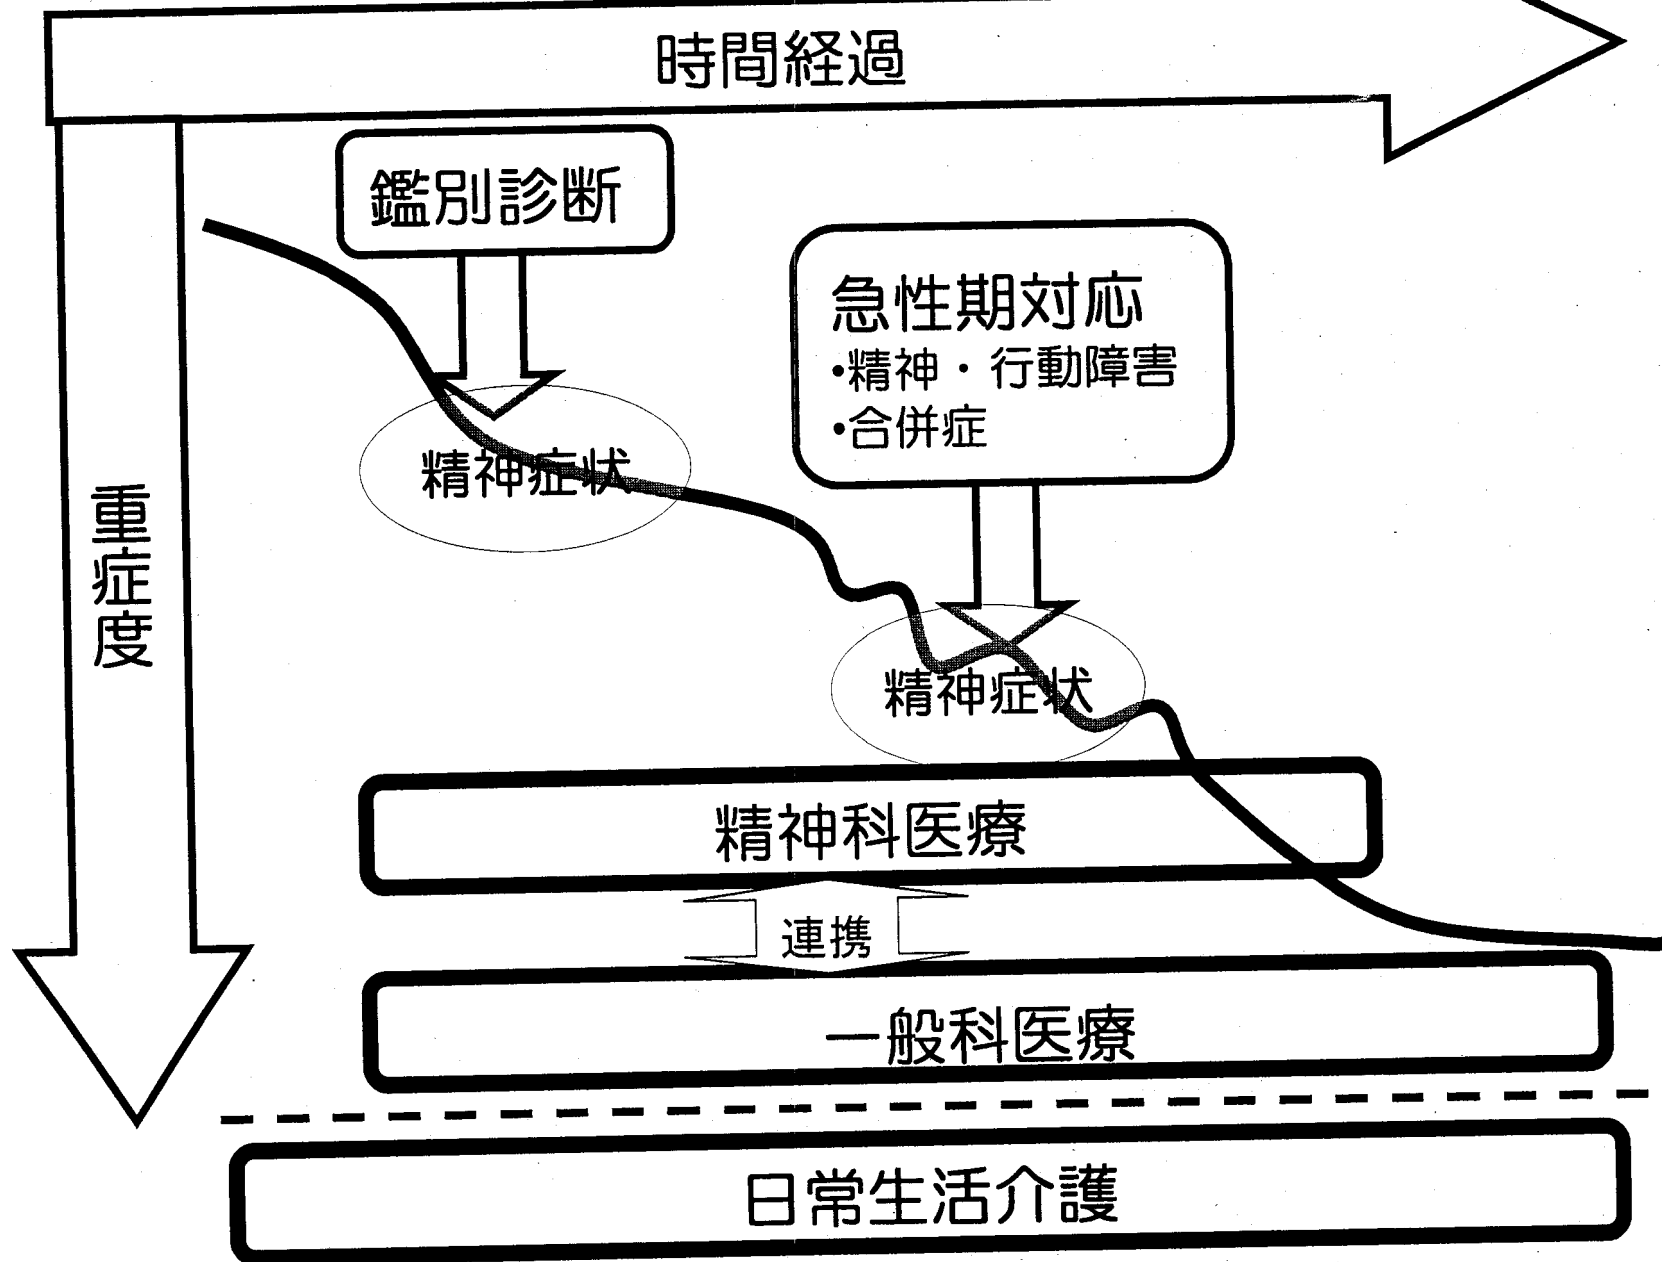 時間経過
鑑別診断
急性期対応
•精神・行動障害
•合併症
精神症状
重症度
精神症状
精神科医療
連携
一般科医療
日常生活介護